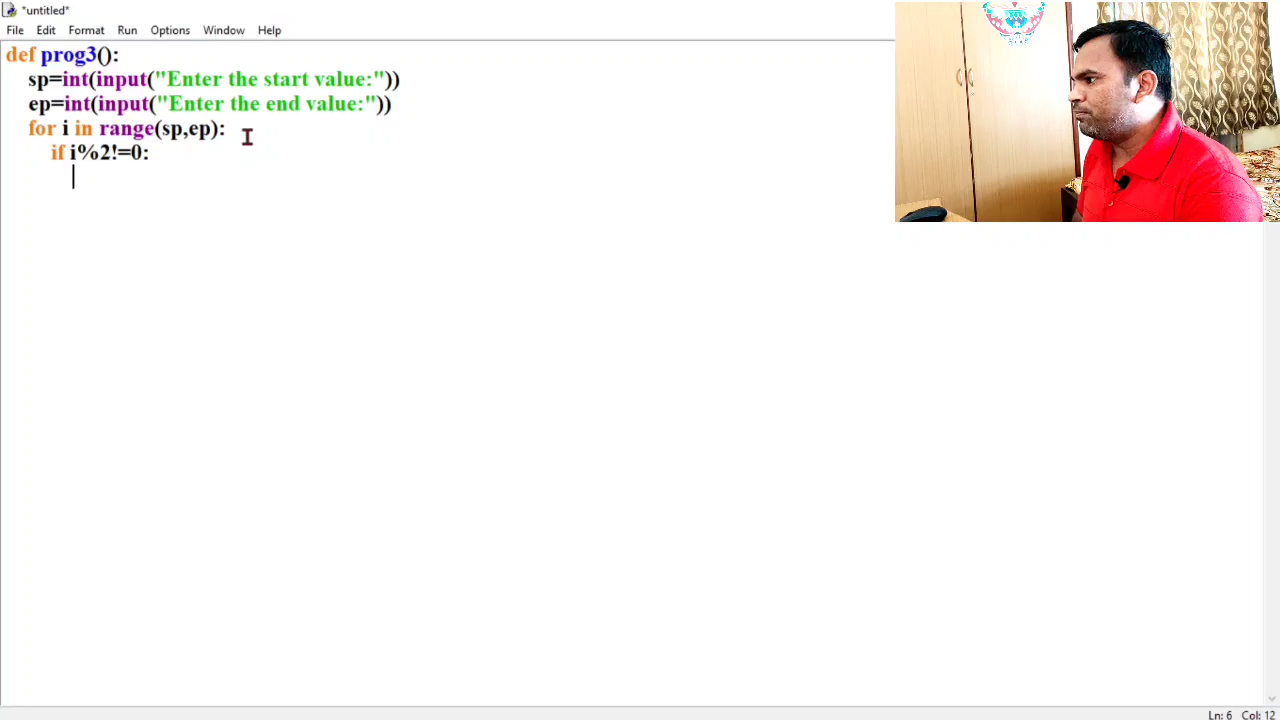 *untitled*
File Edit Format Run Options Window Help
def prog3():
    sp=int(input("Enter the start value:"))
    ep=int(input("Enter the end value:"))
    for i in range(sp,ep):
        if i%2!=0:
Ln: 6 Col: 12